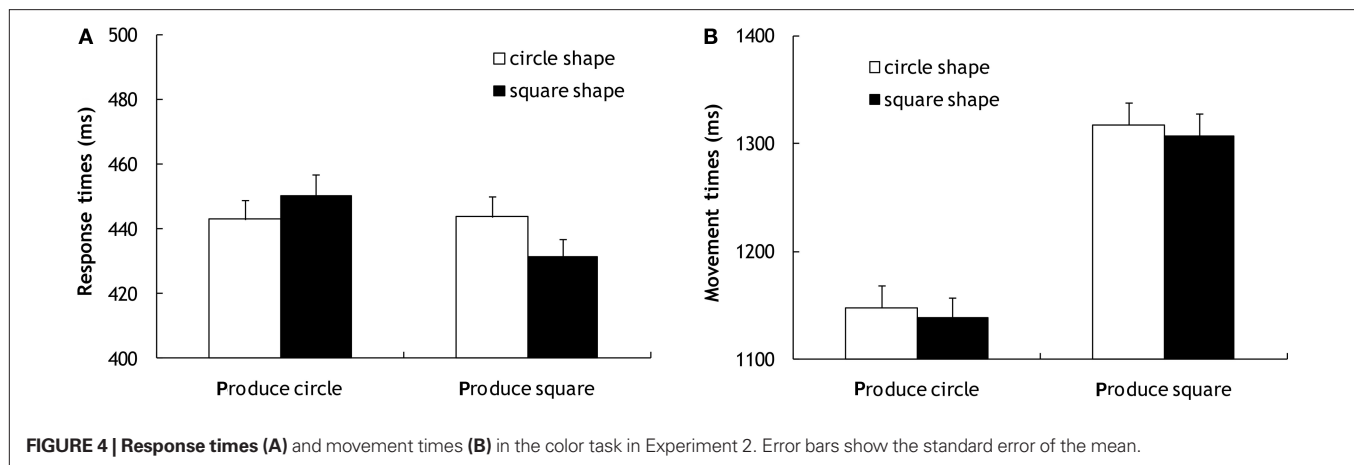 A
500
480
460
440
420
400
Response times (ms)
circle shape
square shape
Produce circle
Produce square
B
1400
1300
1200
1100
Movement times (ms)
circle shape
square shape
Produce circle
Produce square
FIGURE 4 | Response times (A) and movement times (B) in the color task in Experiment 2. Error bars show the standard error of the mean.